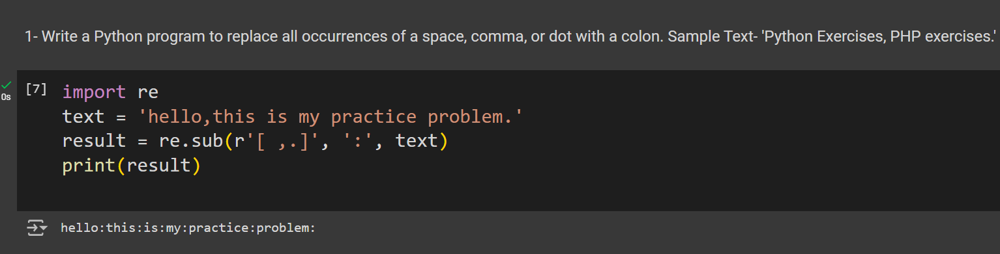 1- Write a Python program to replace all occurrences of a space, comma, or dot with a colon. Sample Text- 'Python Exercises, PHP exercises.'
[7] import re
0s
text = 'hello,this is my practice problem.'
result = re.sub(r'[ ,.]', ':', text)
print(result)
hello:this:is:my:practice:problem: